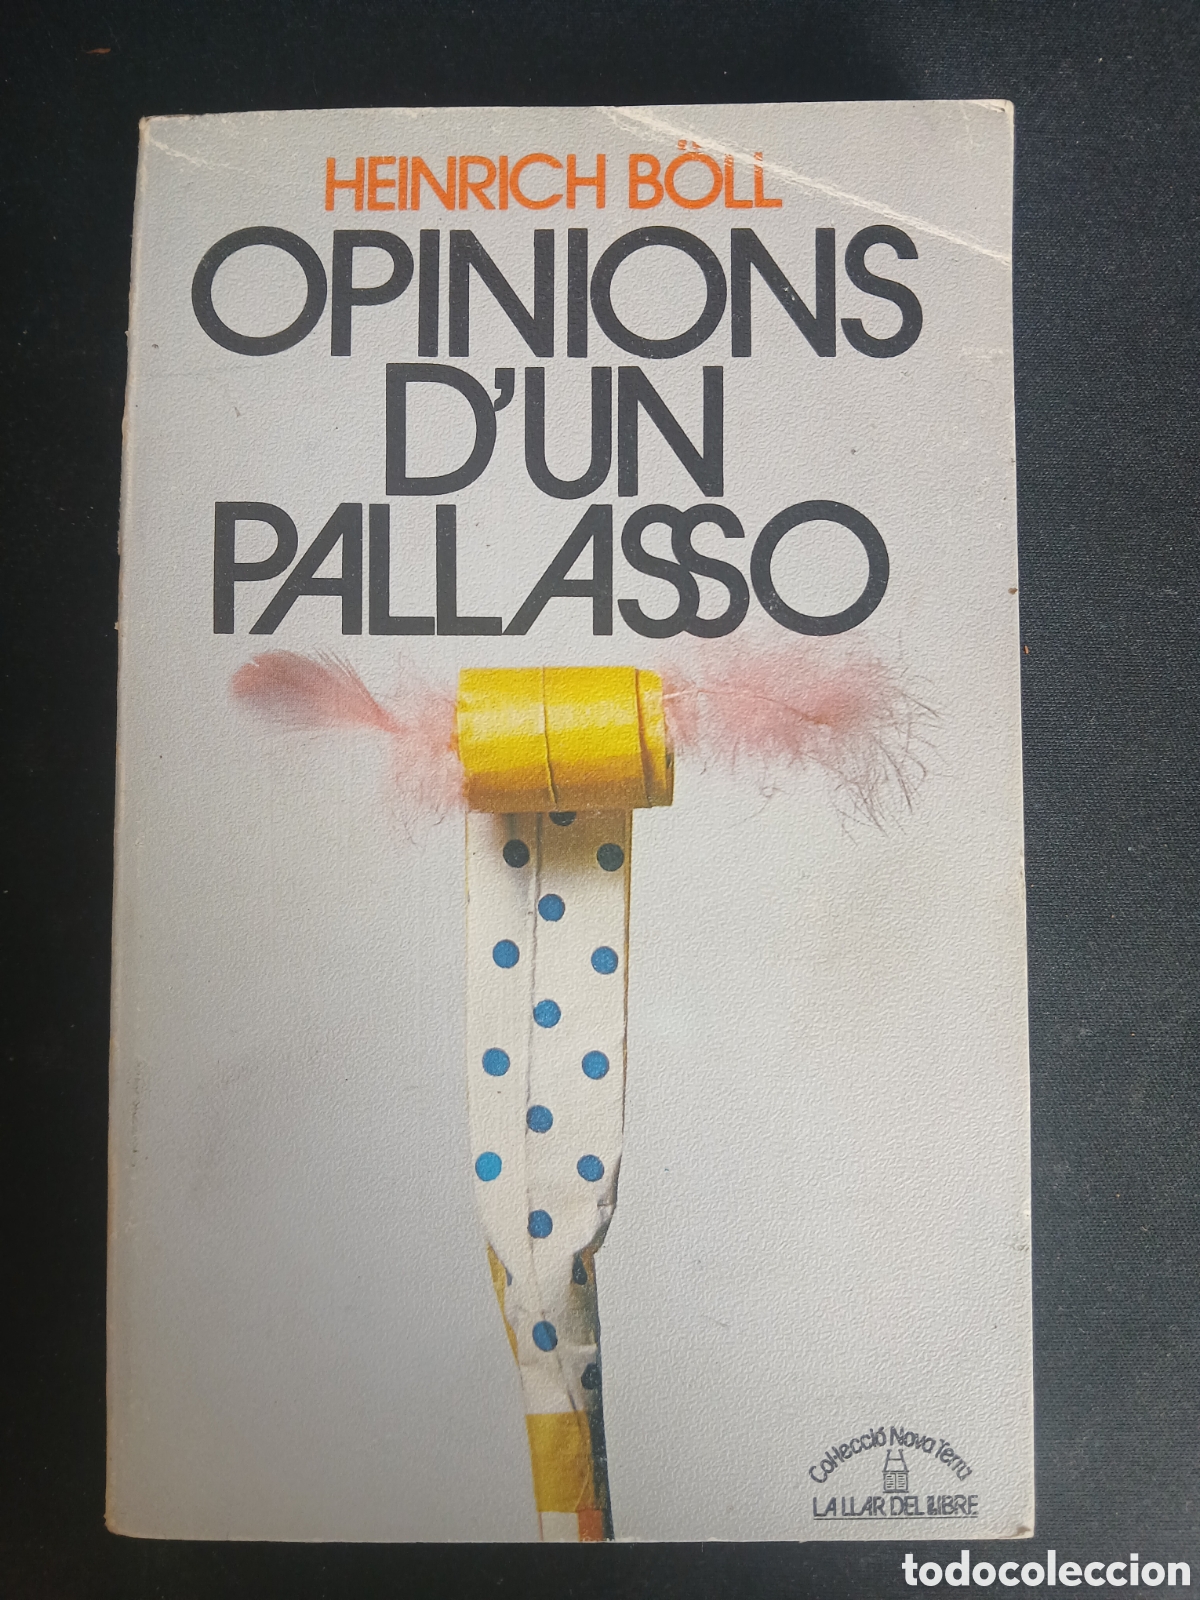 HEINRICH BÖLL
OPINIONS
D'UN
PALLASSO
Col·lecció Nova Terra
LA LLAR DEL LLIBRE
todocoleccion